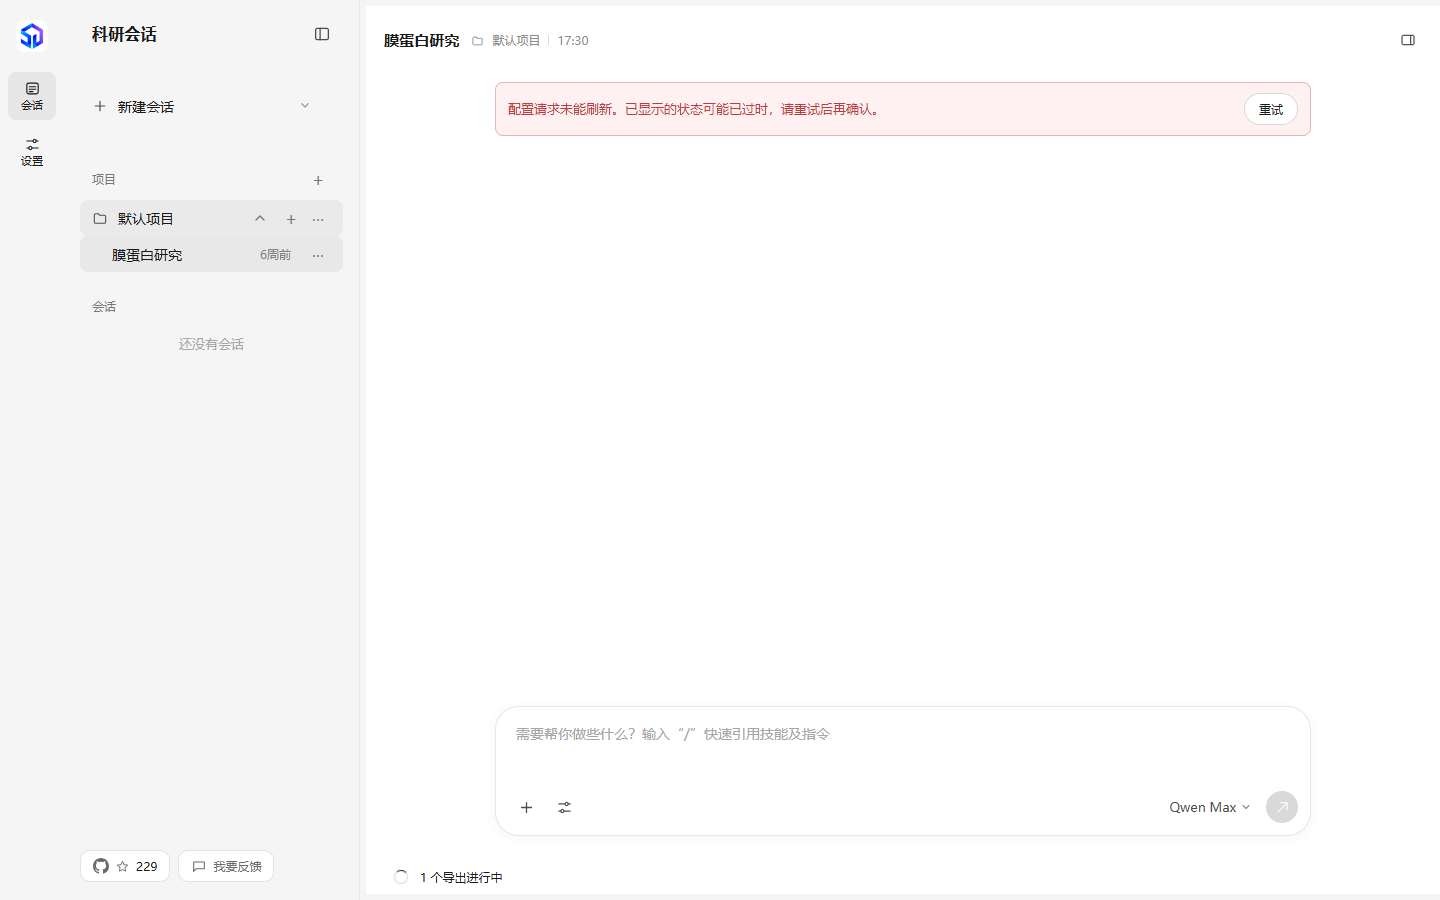 科研会话
会话
设置
新建会话
项目
默认项目
膜蛋白研究 6周前
会话
还没有会话
229 我要反馈
膜蛋白研究 默认项目 17:30
配置请求未能刷新。已显示的状态可能已过时，请重试后再确认。 重试
需要帮你做些什么？输入“/”快速引用技能及指令
Qwen Max
1 个导出进行中